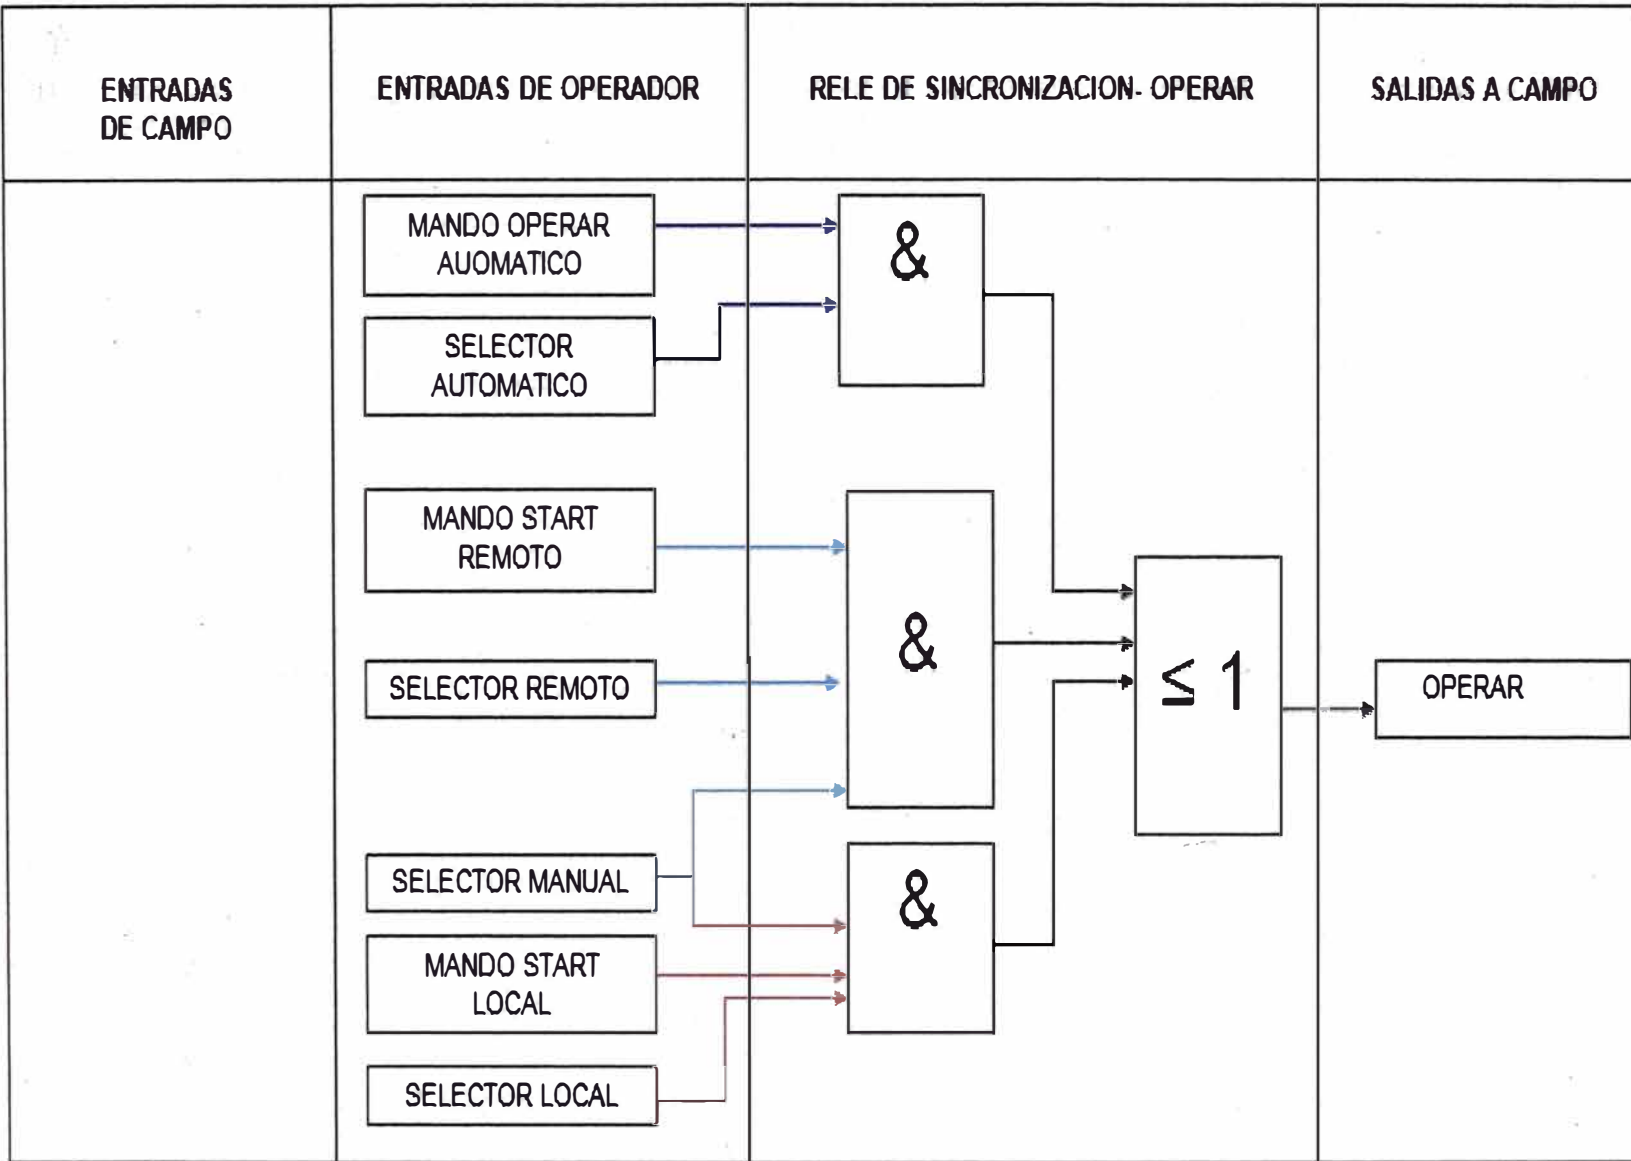 ENTRADAS
DE CAMPO
ENTRADAS DE OPERADOR
RELE DE SINCRONIZACION- OPERAR
SALIDAS A CAMPO
MANDO OPERAR
AUOMATICO
&
SELECTOR
AUTOMATICO
MANDO START
REMOTO
&
SELECTOR REMOTO
≤ 1
OPERAR
SELECTOR MANUAL
&
MANDO START
LOCAL
SELECTOR LOCAL